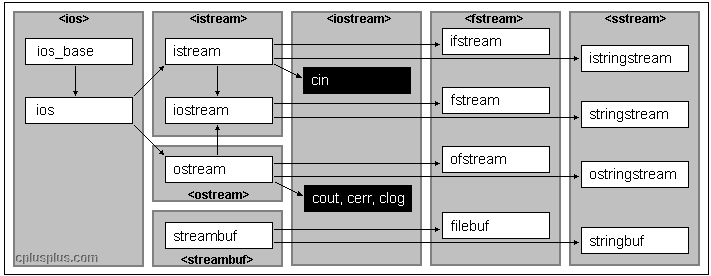 <ios>
ios_base
ios
<istream>
istream
iostream
ostream
<ostream>
streambuf
<streambuf>
<iostream>
cin
cout, cerr, clog
<fstream>
ifstream
fstream
ofstream
filebuf
<sstream>
istringstream
stringstream
ostringstream
stringbuf
cplusplus.com